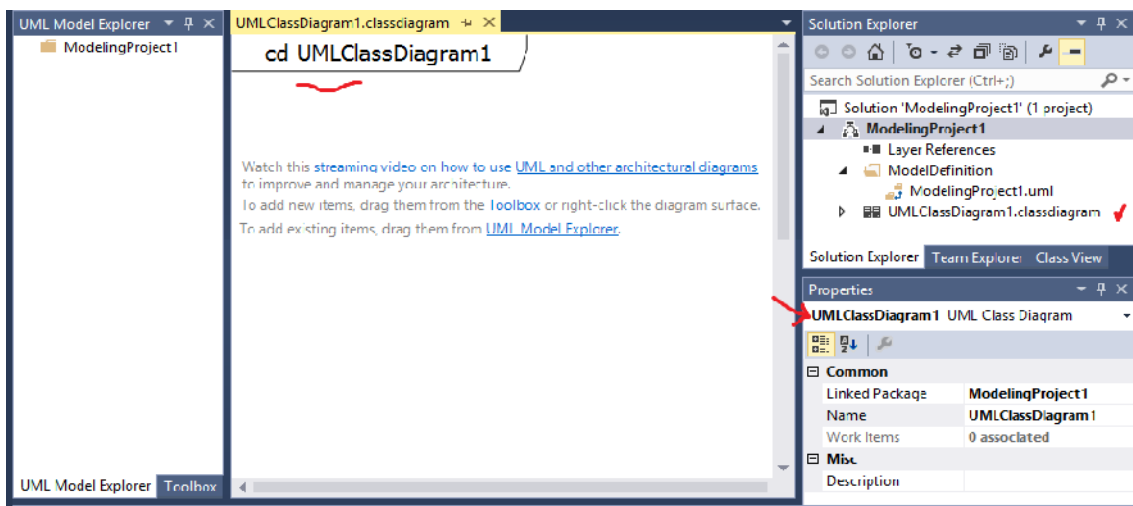 UML Model Explorer
ModelingProject1
UML Model Explorer Toolbox
UMLClassDiagram1.classdiagram
cd UMLClassDiagram1
Watch this streaming video on how to use UML and other architectural diagrams
to improve and manage your architecture.
To add new items, drag them from the Toolbox or right-click the diagram surface.
To add existing items, drag them from UML Model Explorer.
Solution Explorer
Search Solution Explorer (Ctrl+;)
Solution 'ModelingProject1' (1 project)
ModelingProject1
Layer References
ModelDefinition
ModelingProject1.uml
UMLClassDiagram1.classdiagram
Solution Explorer Team Explorer Class View
Properties
UMLClassDiagram1 UML Class Diagram
Common
Linked Package ModelingProject1
Name UMLClassDiagram1
Work Items 0 associated
Misc
Description